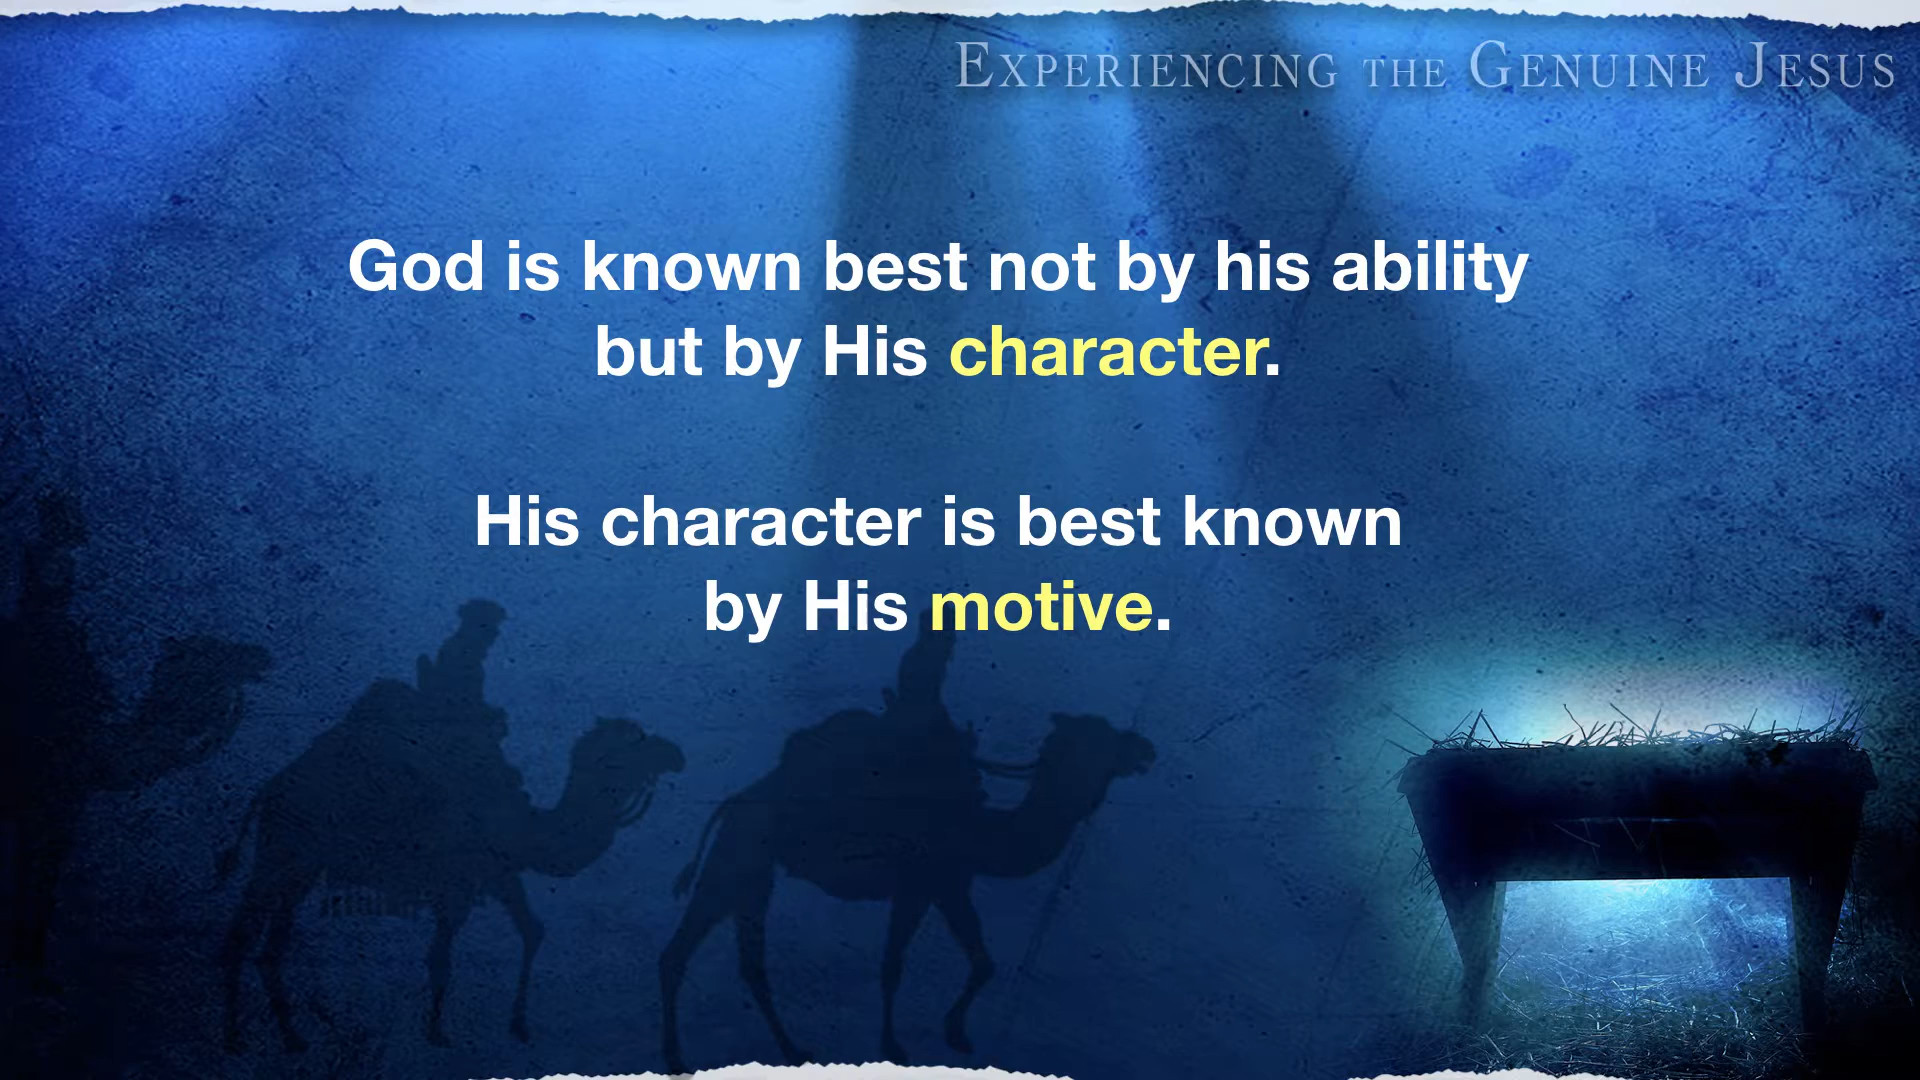 Experiencing the Genuine Jesus
God is known best not by his ability
but by His character.
His character is best known
by His motive.